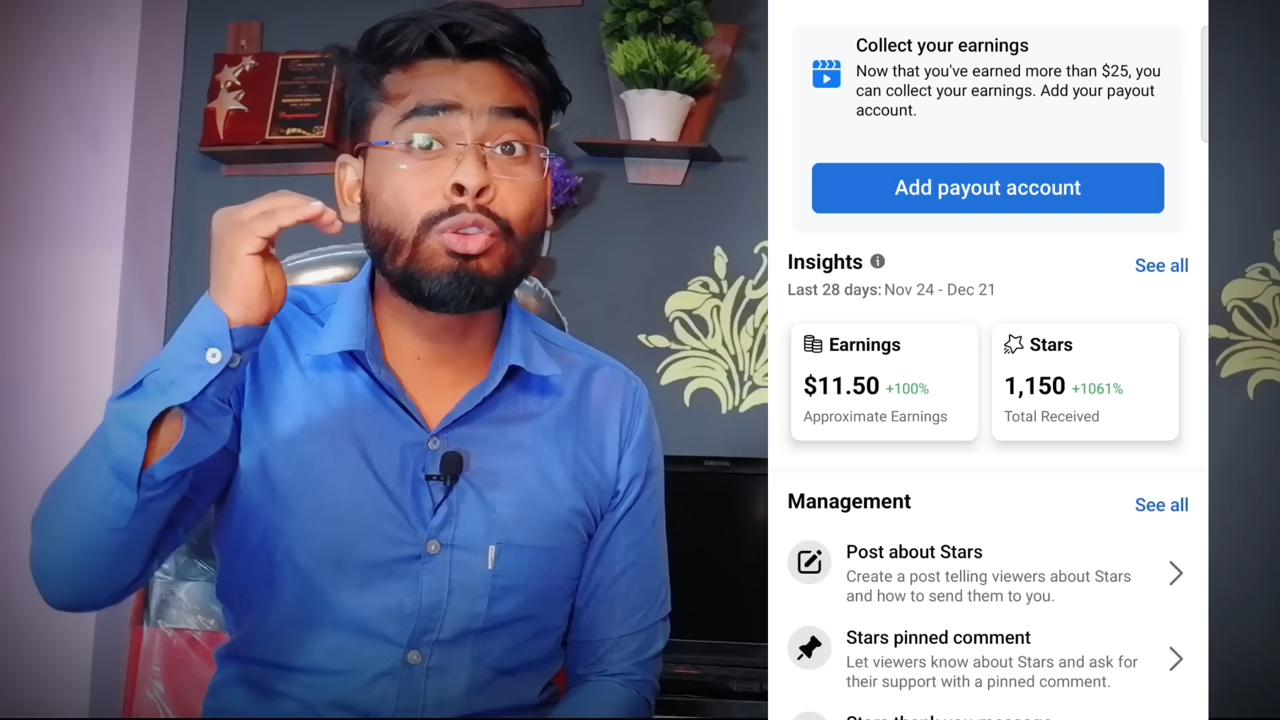 Collect your earnings
Now that you've earned more than $25, you
can collect your earnings. Add your payout
account.
Add payout account
Insights
See all
Last 28 days: Nov 24 - Dec 21
Earnings
$11.50 +100%
Approximate Earnings
Stars
1,150 +1061%
Total Received
Management
See all
Post about Stars
Create a post telling viewers about Stars
and how to send them to you.
Stars pinned comment
Let viewers know about Stars and ask for
their support with a pinned comment.